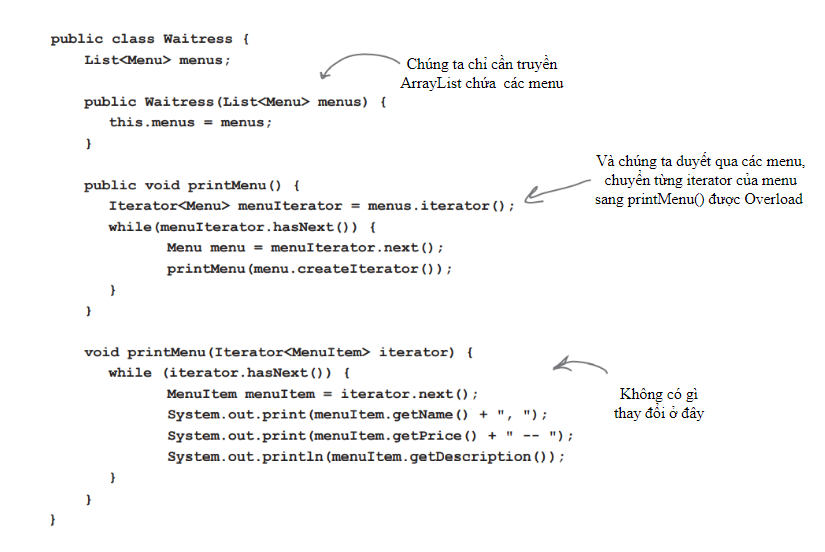 public class Waitress {
List<Menu> menus;
Chúng ta chỉ cần truyền
ArrayList chứa các menu
public Waitress(List<Menu> menus) {
this.menus = menus;
}
Và chúng ta duyết qua các menu,
chuyển từng iterator của menu
sang printMenu() được Overload
public void printMenu() {
Iterator<Menu> menuIterator = menus.iterator();
while(menuIterator.hasNext()) {
Menu menu = menuIterator.next();
printMenu(menu.createIterator());
}
}
void printMenu(Iterator<MenuItem> iterator) {
while (iterator.hasNext()) {
MenuItem menuItem = iterator.next();
System.out.print(menuItem.getName() + ", ");
System.out.print(menuItem.getPrice() + " -- ");
System.out.println(menuItem.getDescription());
}
}
}
Không có gì
thay đổi ở đây